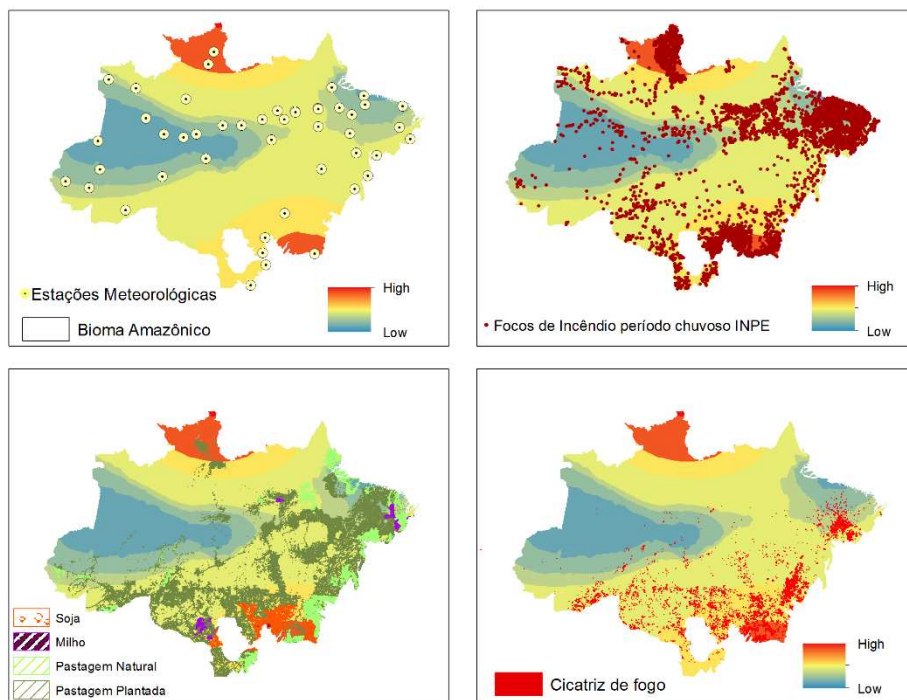 Estações Meteorológicas
Bioma Amazônico
High
Low
Focos de Incêndio período chuvoso INPE
High
Low
Soja
Milho
Pastagem Natural
Pastagem Plantada
Cicatriz de fogo
High
Low